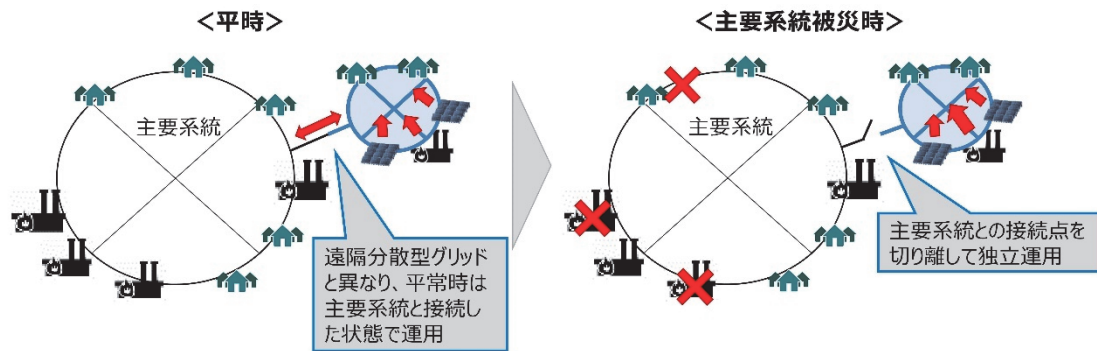 ＜平時＞
主要系統
遠隔分散型グリッド
と異なり、平常時は
主要系統と接続し
た状態で運用
＜主要系統被災時＞
主要系統
主要系統との接続点を
切り離して独立運用